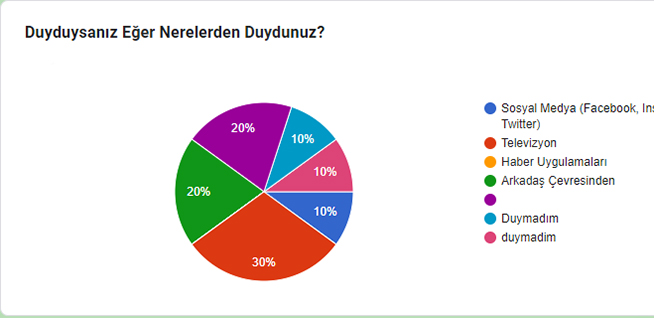 Duyduysanız Eğer Nerelerden Duydunuz?
20%
10%
20%
10%
10%
30%
Sosyal Medya (Facebook,
Twitter)
Televizyon
Haber Uygulamaları
Arkadaş Çevresinden
Duymadım
duymadim